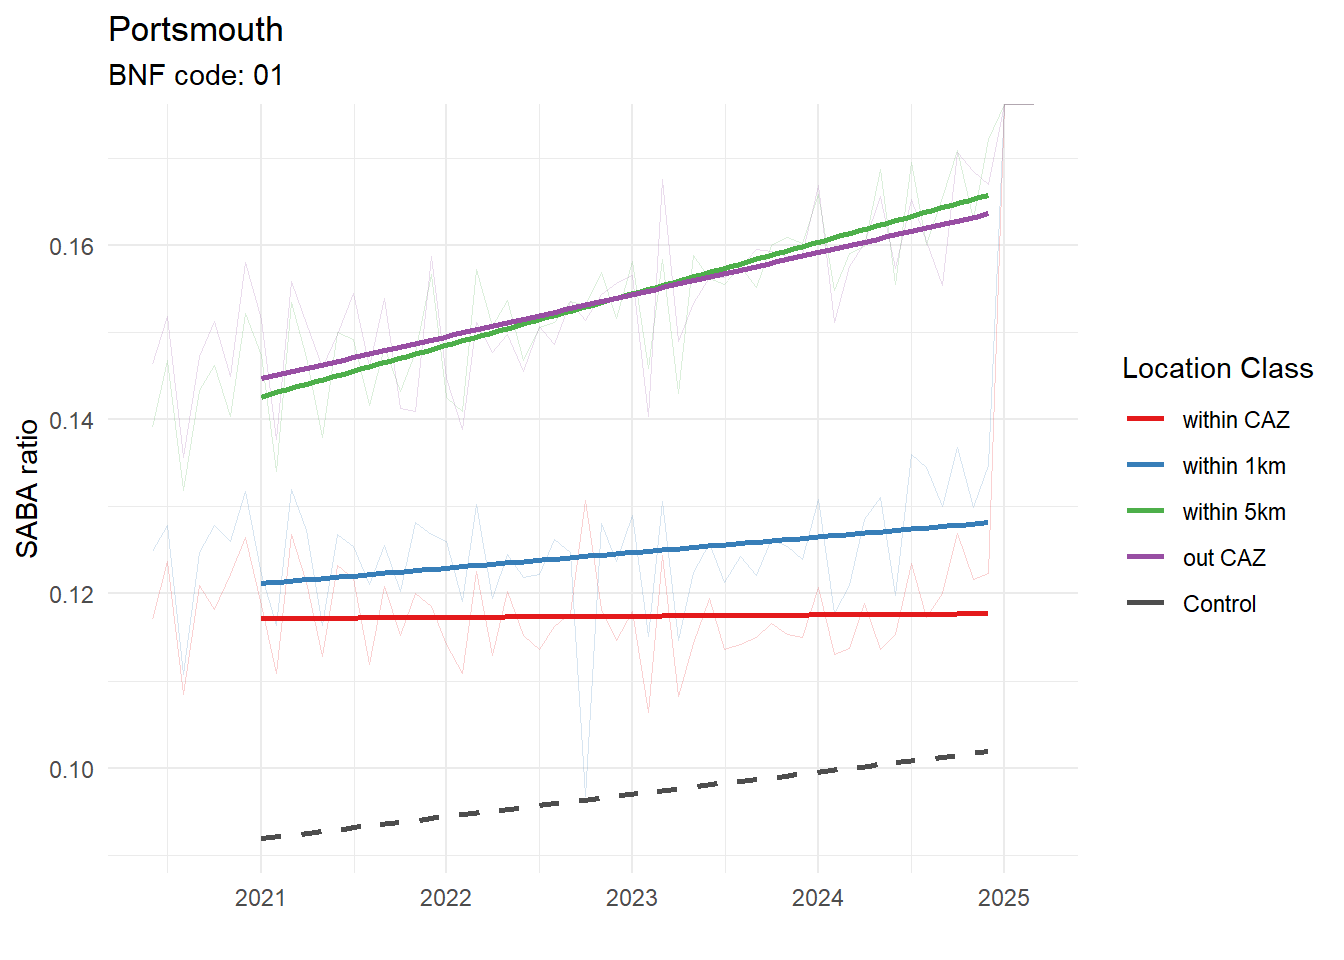 Portsmouth
BNF code: 01
SABA ratio
0.16
0.14
0.12
0.10
2021
2022
2023
2024
2025
Location Class
within CAZ
within 1km
within 5km
out CAZ
Control